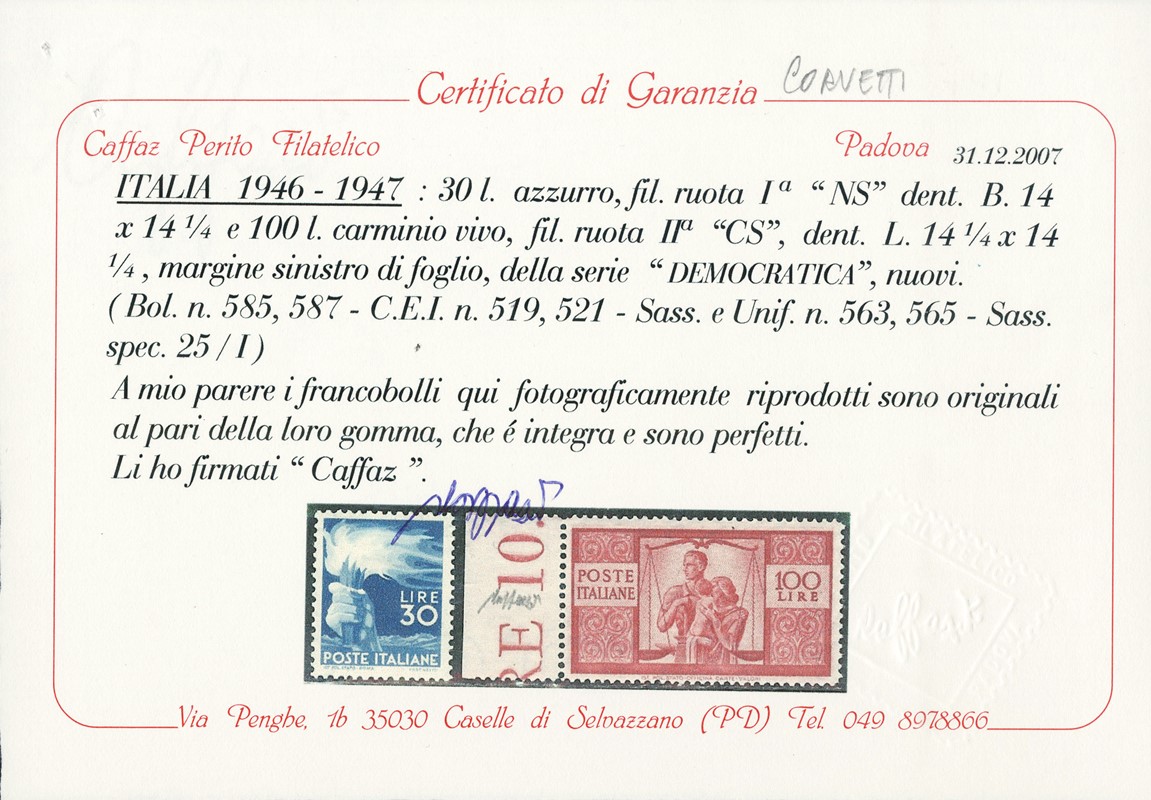 Certificato di Garanzia CORVETTI
Caffaz Perito Filatelico Padova 31.12.2007
ITALIA 1946 - 1947 : 30 l. azzurro, fil. ruota Iª “ NS” dent. B. 14
x 14 ¼ e 100 l. carminio vivo, fil. ruota IIª “CS”, dent. L. 14 ¼ x 14
¼ , margine sinistro di foglio, della serie “ DEMOCRATICA”, nuovi.
( Bol. n. 585, 587 - C.E.I. n. 519, 521 - Sass. e Unif. n. 563, 565 - Sass.
spec. 25 / I )
A mio parere i francobolli qui fotograficamente riprodotti sono originali
al pari della loro gomma, che é integra e sono perfetti.
Li ho firmati “ Caffaz ”.
LIRE
30
POSTE ITALIANE
RE 10.
POSTE
ITALIANE
100
LIRE
Via Penghe, 1b 35030 Caselle di Selvazzano (PD) Tel. 049 8978866